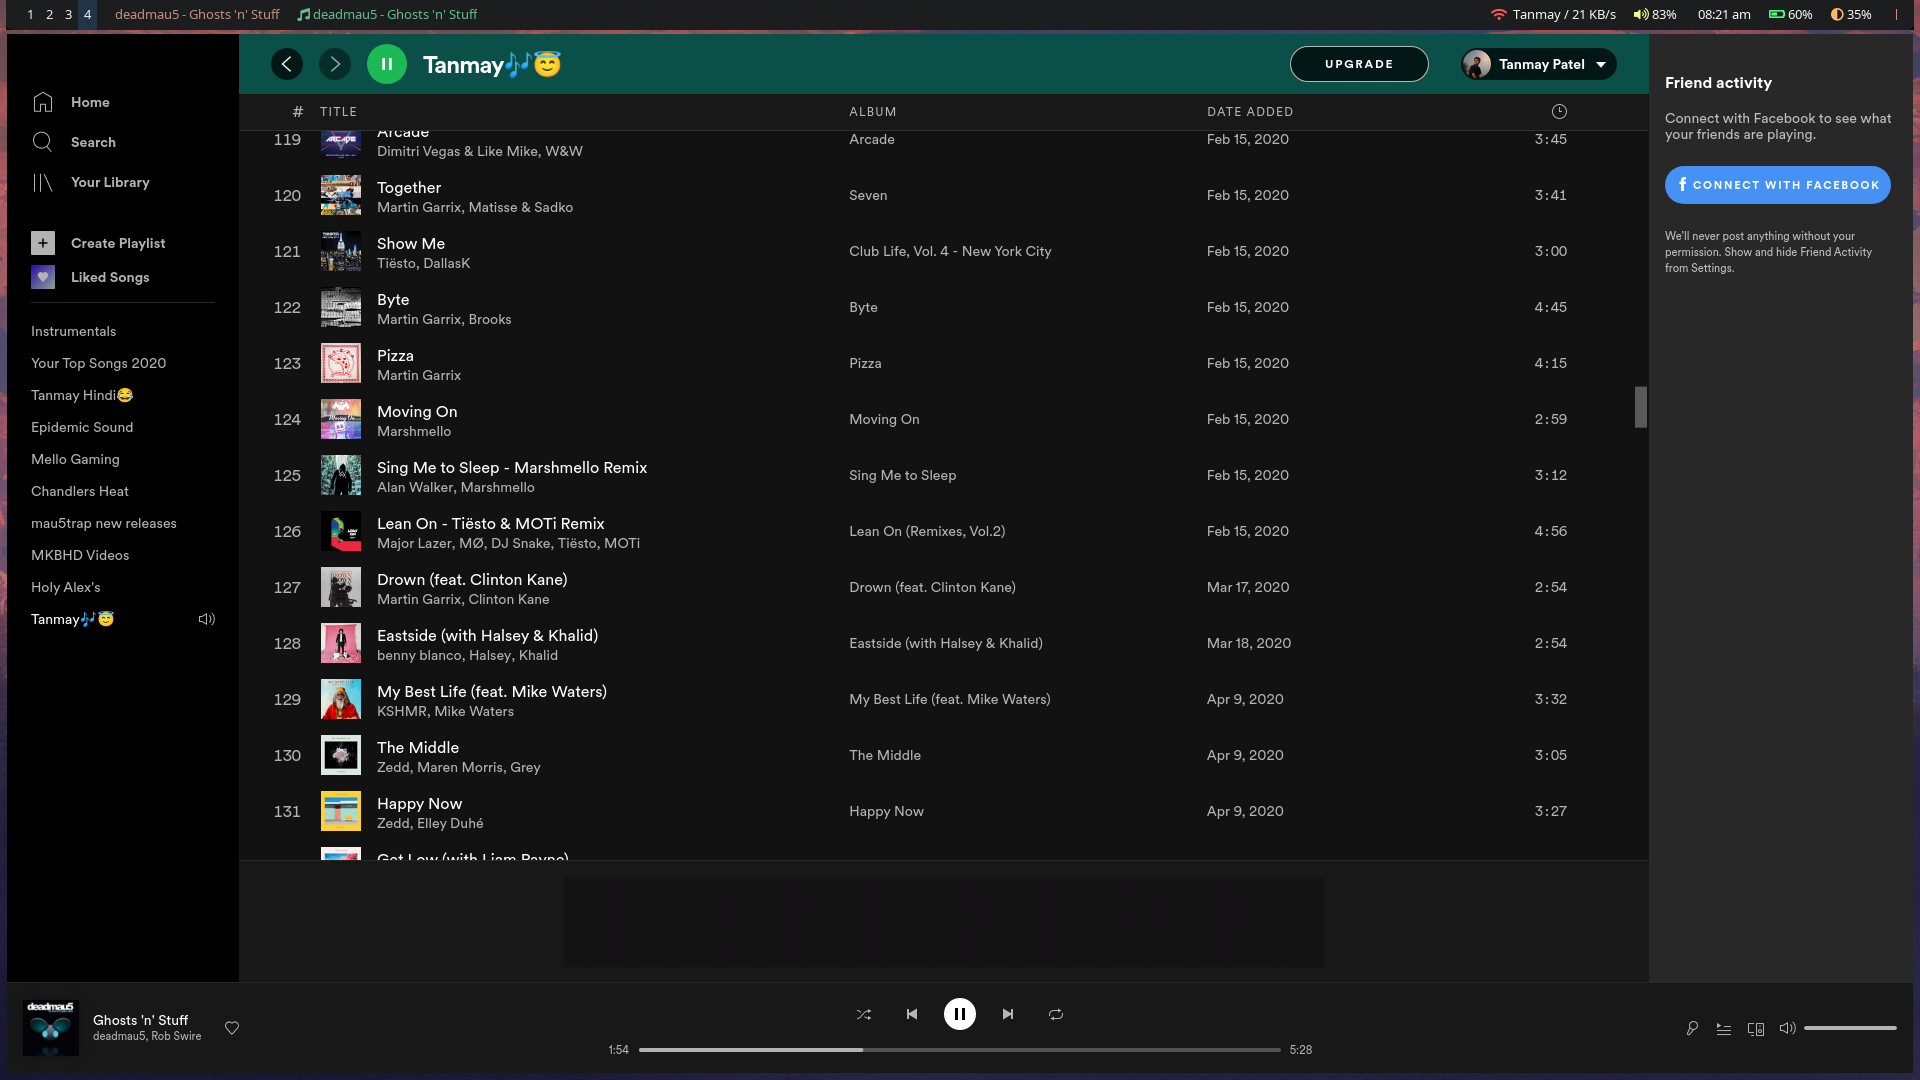 1 2 3 4 deadmau5 - Ghosts 'n' Stuff deadmau5 - Ghosts 'n' Stuff Tanmay / 21 KB/s 83% 08:21 am 60% 35%
Home
Search
Your Library
Create Playlist
Liked Songs
Instrumentals
Your Top Songs 2020
Tanmay Hindi😂
Epidemic Sound
Mello Gaming
Chandlers Heat
mau5trap new releases
MKBHD Videos
Holy Alex's
Tanmay🎶😇
Tanmay🎶😇 UPGRADE Tanmay Patel
# TITLE ALBUM DATE ADDED
119 Arcade Arcade Feb 15, 2020 3:45
Dimitri Vegas & Like Mike, W&W
120 Together Seven Feb 15, 2020 3:41
Martin Garrix, Matisse & Sadko
121 Show Me Club Life, Vol. 4 - New York City Feb 15, 2020 3:00
Tiësto, DallasK
122 Byte Byte Feb 15, 2020 4:45
Martin Garrix, Brooks
123 Pizza Pizza Feb 15, 2020 4:15
Martin Garrix
124 Moving On Moving On Feb 15, 2020 2:59
Marshmello
125 Sing Me to Sleep - Marshmello Remix Sing Me to Sleep Feb 15, 2020 3:12
Alan Walker, Marshmello
126 Lean On - Tiësto & MOTi Remix Lean On (Remixes, Vol.2) Feb 15, 2020 4:56
Major Lazer, MØ, DJ Snake, Tiësto, MOTi
127 Drown (feat. Clinton Kane) Drown (feat. Clinton Kane) Mar 17, 2020 2:54
Martin Garrix, Clinton Kane
128 Eastside (with Halsey & Khalid) Eastside (with Halsey & Khalid) Mar 18, 2020 2:54
benny blanco, Halsey, Khalid
129 My Best Life (feat. Mike Waters) My Best Life (feat. Mike Waters) Apr 9, 2020 3:32
KSHMR, Mike Waters
130 The Middle The Middle Apr 9, 2020 3:05
Zedd, Maren Morris, Grey
131 Happy Now Happy Now Apr 9, 2020 3:27
Zedd, Elley Duhé
Get Low (with Liam Payne)
Friend activity
Connect with Facebook to see what
your friends are playing.
f CONNECT WITH FACEBOOK
We'll never post anything without your
permission. Show and hide Friend Activity
from Settings.
deadmau5
Ghosts 'n' Stuff
deadmau5, Rob Swire
1:54 5:28